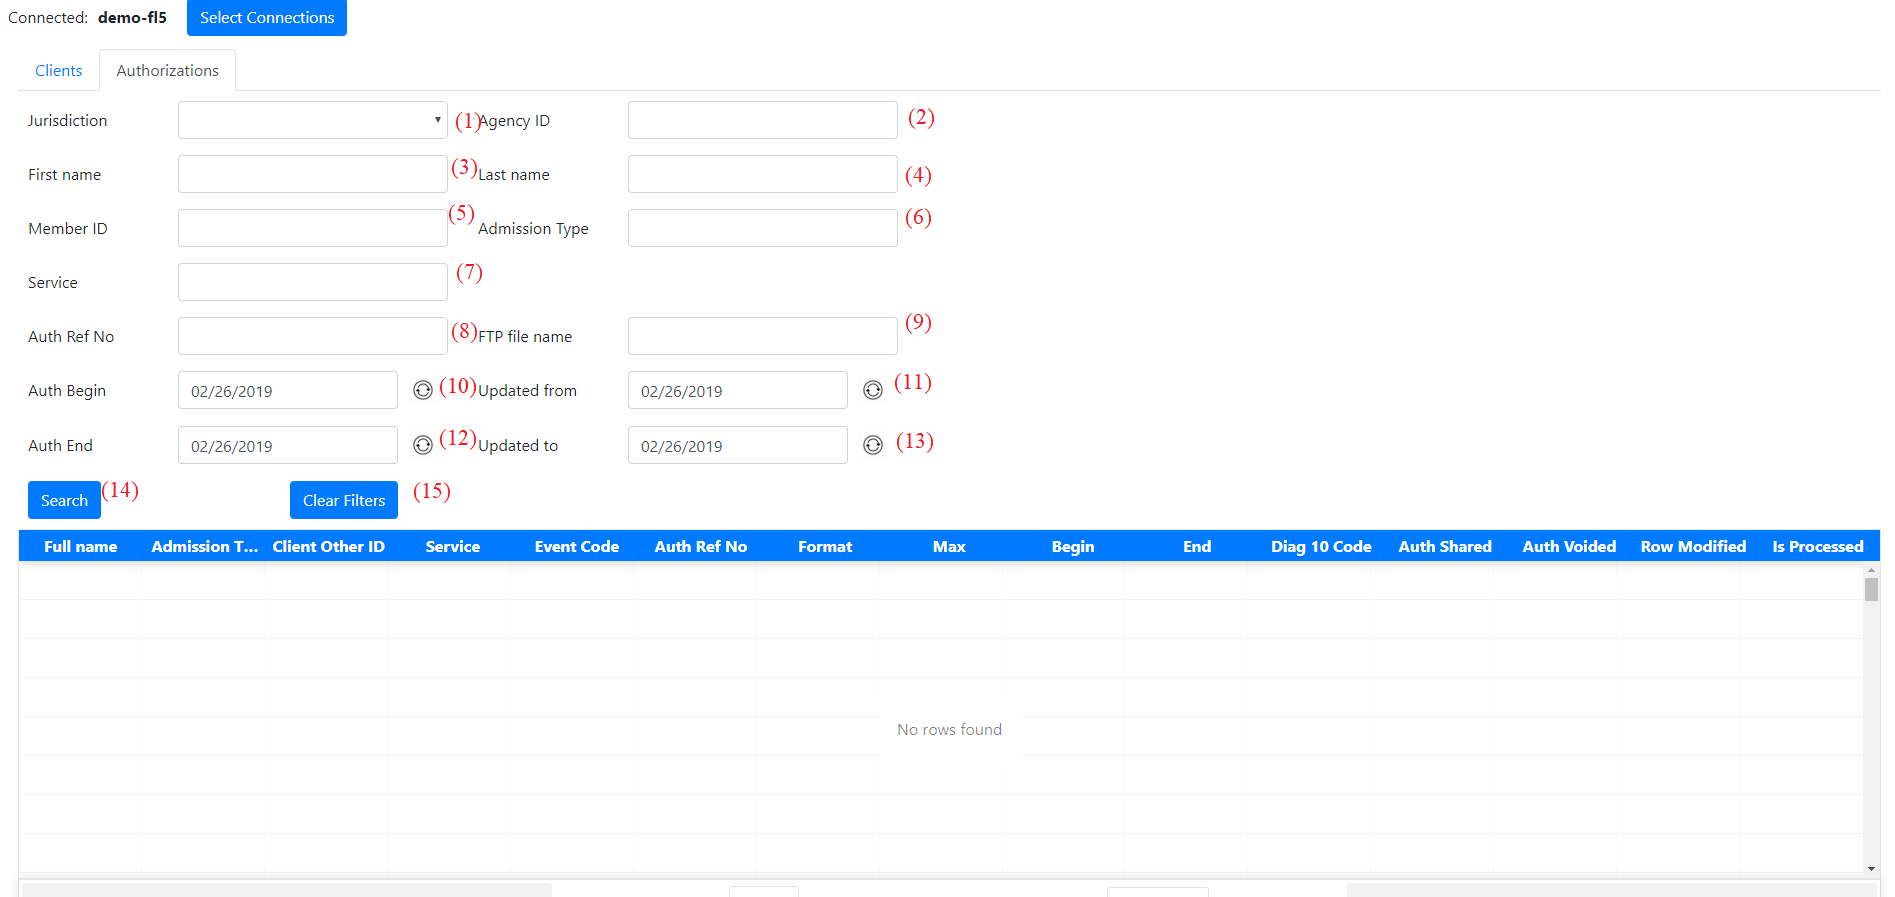 Connected: demo-fl5 Select Connections
Clients Authorizations
Jurisdiction (1) Agency ID (2)
First name (3) Last name (4)
Member ID (5) Admission Type (6)
Service (7)
Auth Ref No (8) FTP file name (9)
Auth Begin 02/26/2019 (10) Updated from 02/26/2019 (11)
Auth End 02/26/2019 (12) Updated to 02/26/2019 (13)
Search (14) Clear Filters (15)
Full name Admission T... Client Other ID Service Event Code Auth Ref No Format Max Begin End Diag 10 Code Auth Shared Auth Voided Row Modified Is Processed
No rows found